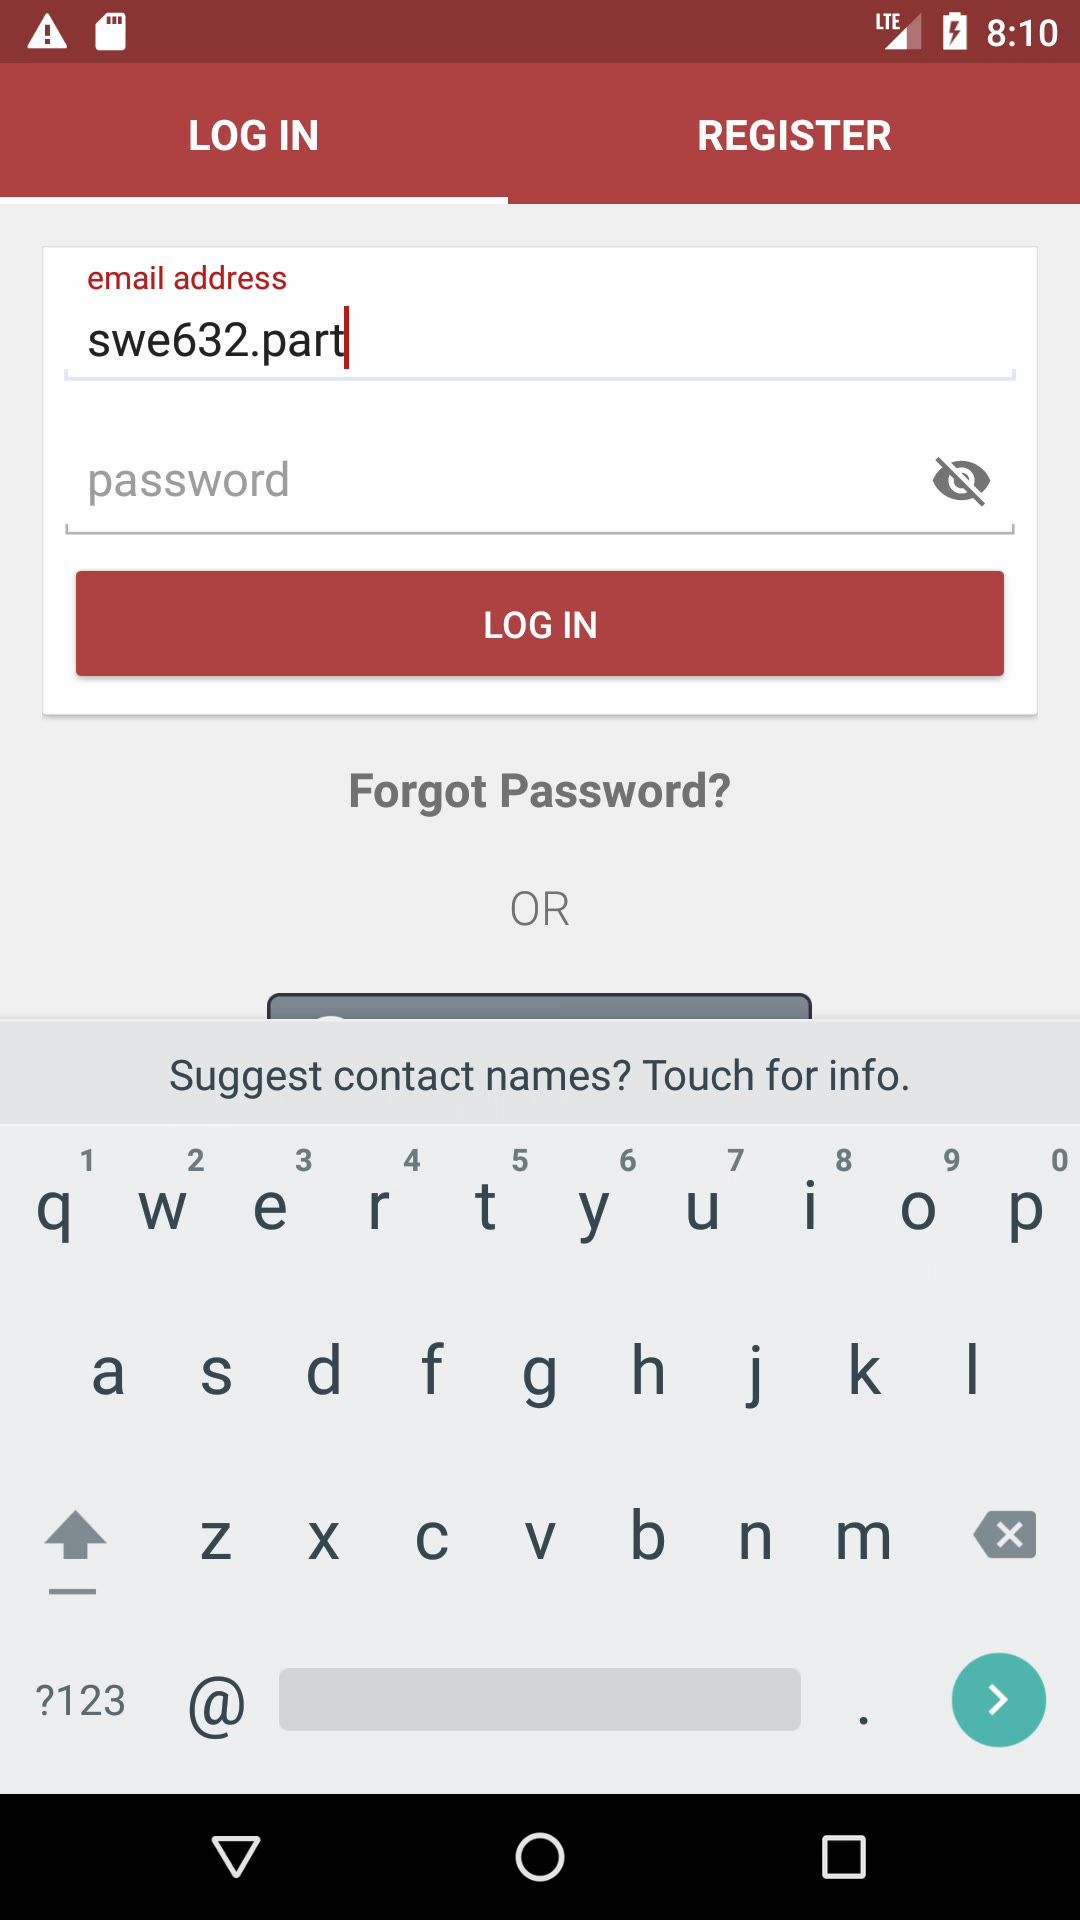 LTE 8:10
LOG IN REGISTER
email address
swe632.part
password
LOG IN
Forgot Password?
OR
Suggest contact names? Touch for info.
1 2 3 4 5 6 7 8 9 0
q w e r t y u i o p
a s d f g h j k l
z x c v b n m
?123 @ .